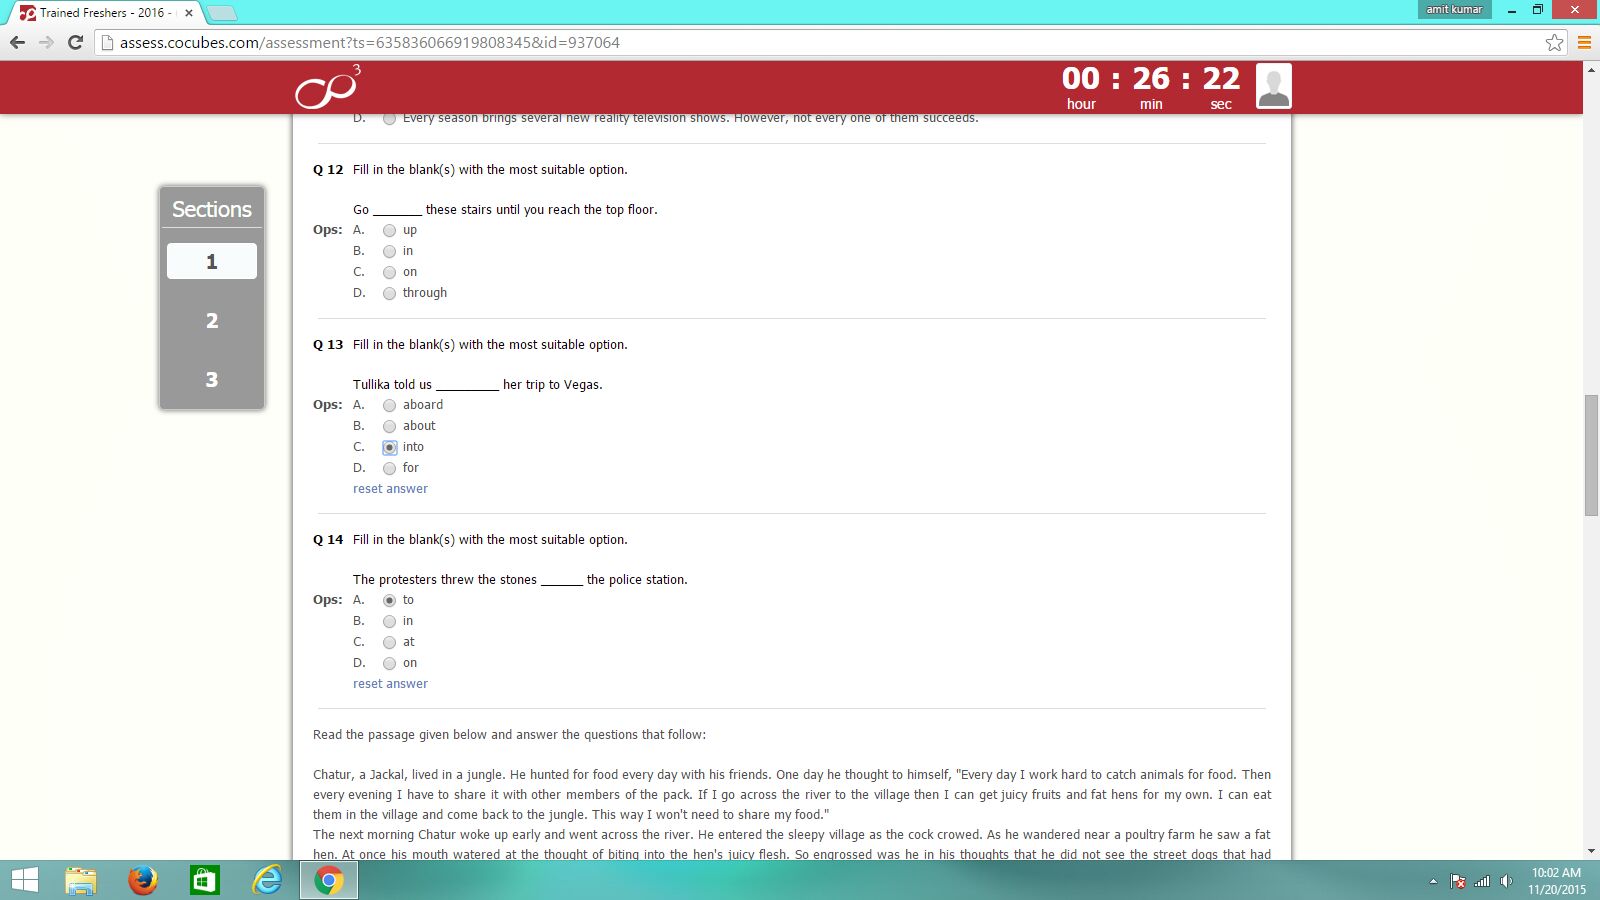 Trained Freshers - 2016 -
amit kumar
assess.cocubes.com/assessment?ts=635836066919808345&id=937064
3
00 : 26 : 22
hour min sec
D. Every season brings several new reality television shows. However, not every one of them succeeds.
Sections
1
2
3
Q 12 Fill in the blank(s) with the most suitable option.
Go _______ these stairs until you reach the top floor.
Ops: A. up
B. in
C. on
D. through
Q 13 Fill in the blank(s) with the most suitable option.
Tullika told us _________ her trip to Vegas.
Ops: A. aboard
B. about
C. into
D. for
reset answer
Q 14 Fill in the blank(s) with the most suitable option.
The protesters threw the stones ______ the police station.
Ops: A. to
B. in
C. at
D. on
reset answer
Read the passage given below and answer the questions that follow:
Chatur, a Jackal, lived in a jungle. He hunted for food every day with his friends. One day he thought to himself, "Every day I work hard to catch animals for food. Then
every evening I have to share it with other members of the pack. If I go across the river to the village then I can get juicy fruits and fat hens for my own. I can eat
them in the village and come back to the jungle. This way I won't need to share my food."
The next morning Chatur woke up early and went across the river. He entered the sleepy village as the cock crowed. As he wandered near a poultry farm he saw a fat
hen. At once his mouth watered at the thought of biting into the hen's juicy flesh. So engrossed was he in his thoughts that he did not see the street dogs that had
10:02 AM
11/20/2015